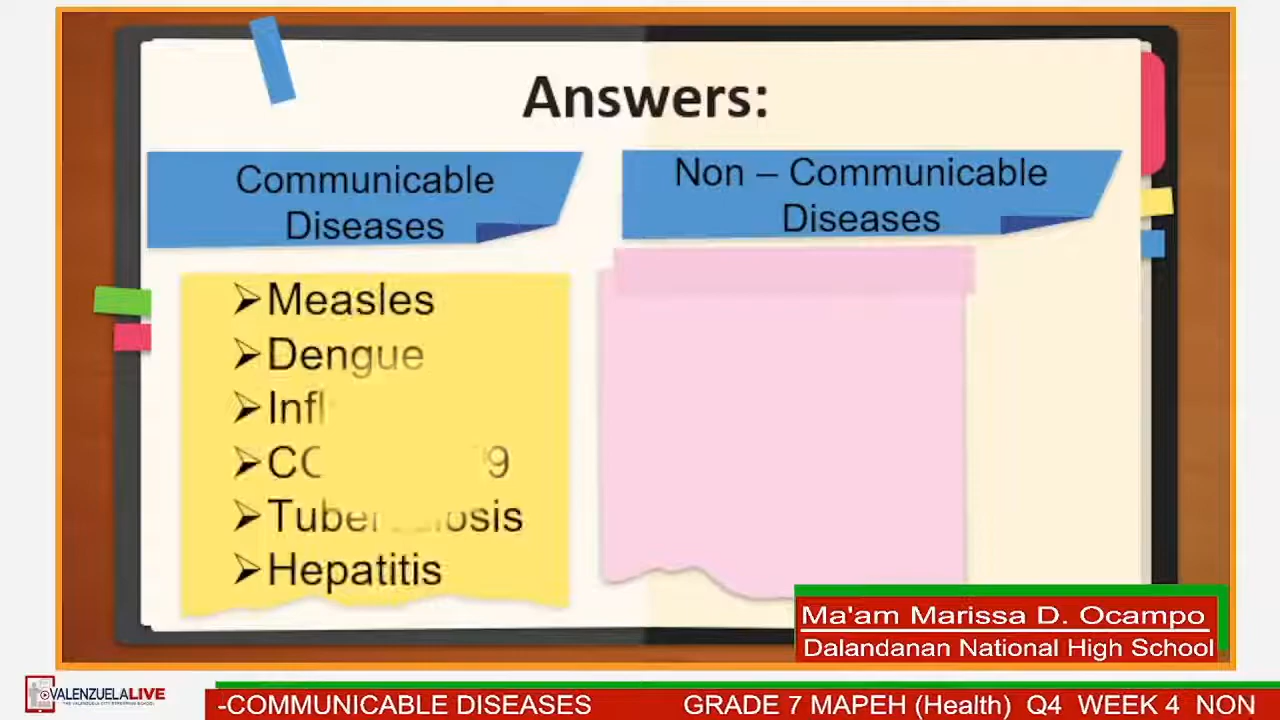 Answers:
Communicable
Diseases
Non – Communicable
Diseases
➢Measles
➢Dengue
➢Hepatitis
Ma'am Marissa D. Ocampo
Dalandanan National High School
VALENZUELALIVE
-COMMUNICABLE DISEASES GRADE 7 MAPEH (Health) Q4 WEEK 4 NON